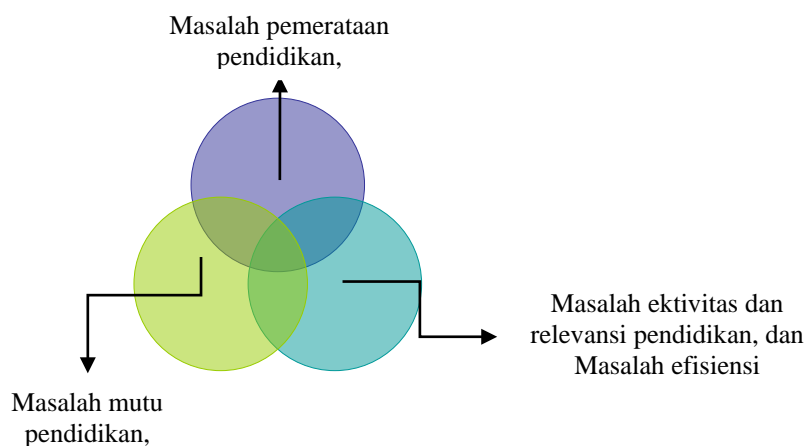 Masalah pemerataan
pendidikan,
Masalah ektivitas dan
relevansi pendidikan, dan
Masalah efisiensi
Masalah mutu
pendidikan,